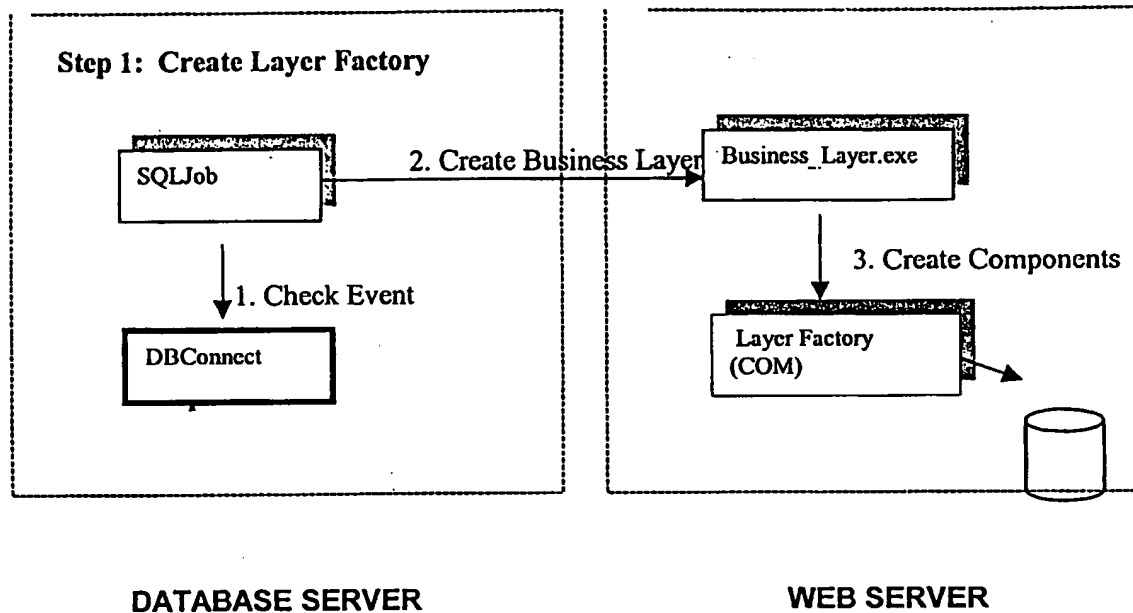 Step 1: Create Layer Factory
SQLJob
2. Create Business Layer
Business_Layer.exe
1. Check Event
3. Create Components
DBConnect
Layer Factory
(COM)
DATABASE SERVER
WEB SERVER